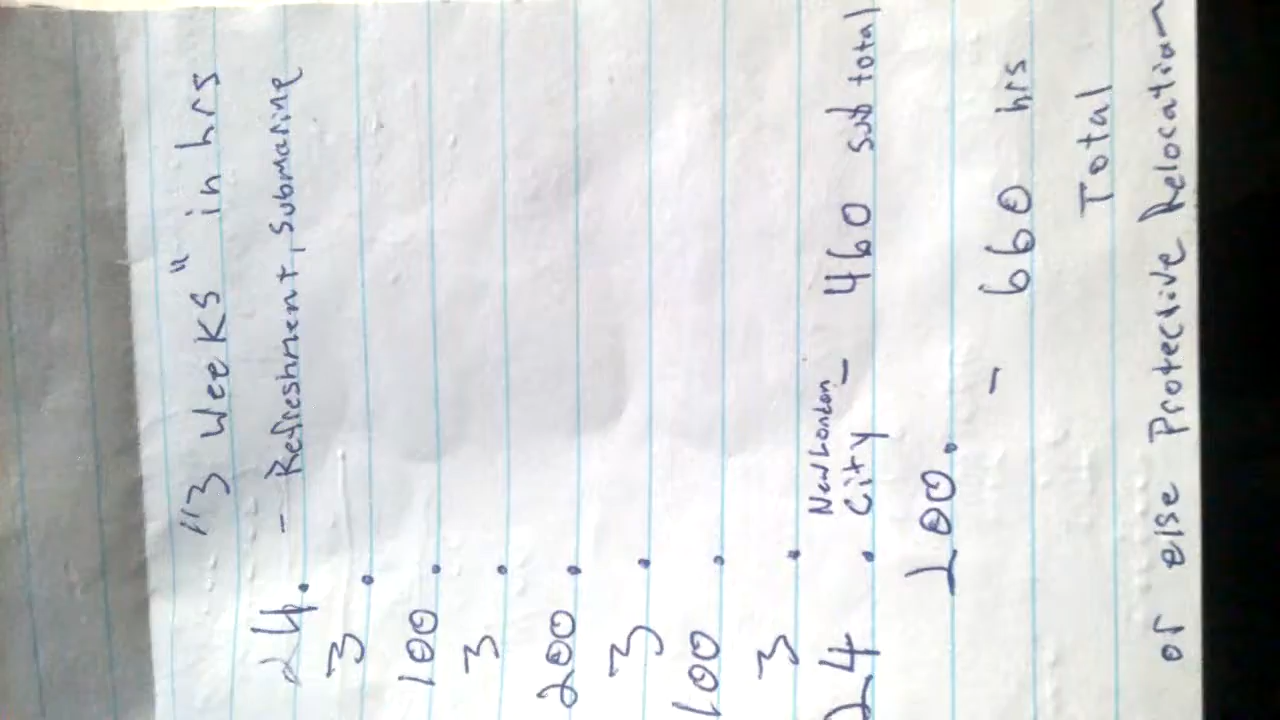 "3 Weeks" in hrs
24. - Refreshment, Submarine
3.
100.
3.
200.
3.
100.
3.
New London
24. City - 460 sub total
200.
- 660 hrs
Total
or else Protective Relocation